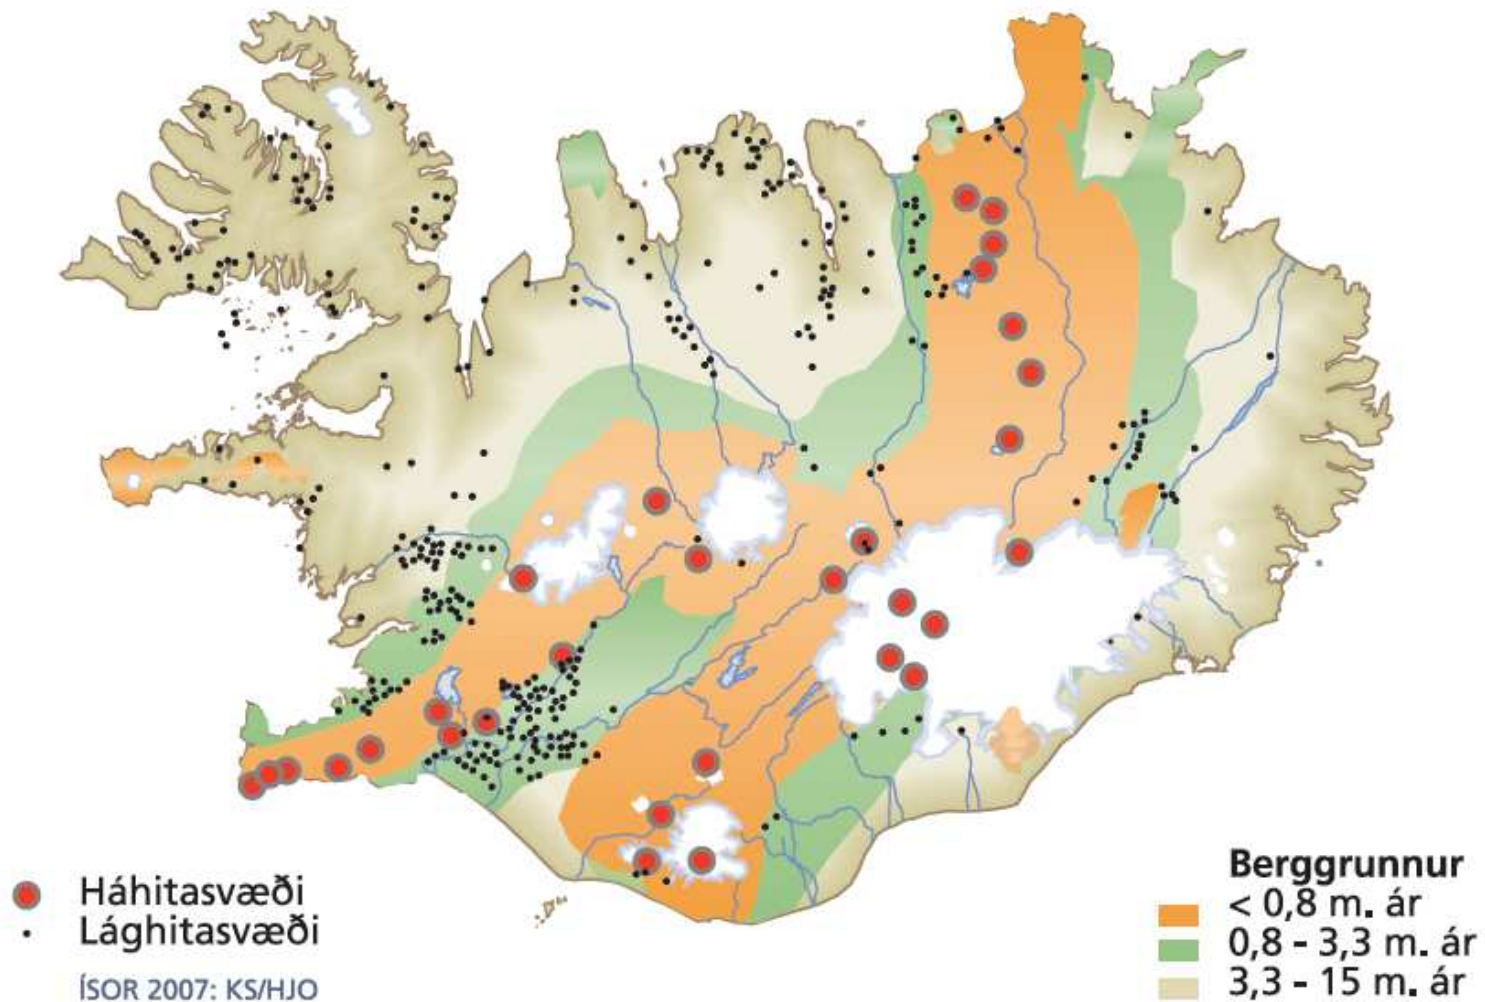 Háhitasvæði
Lághitasvæði
ÍSOR 2007: KS/HJO
Berggrunnur
< 0,8 m. ár
0,8 - 3,3 m. ár
3,3 - 15 m. ár